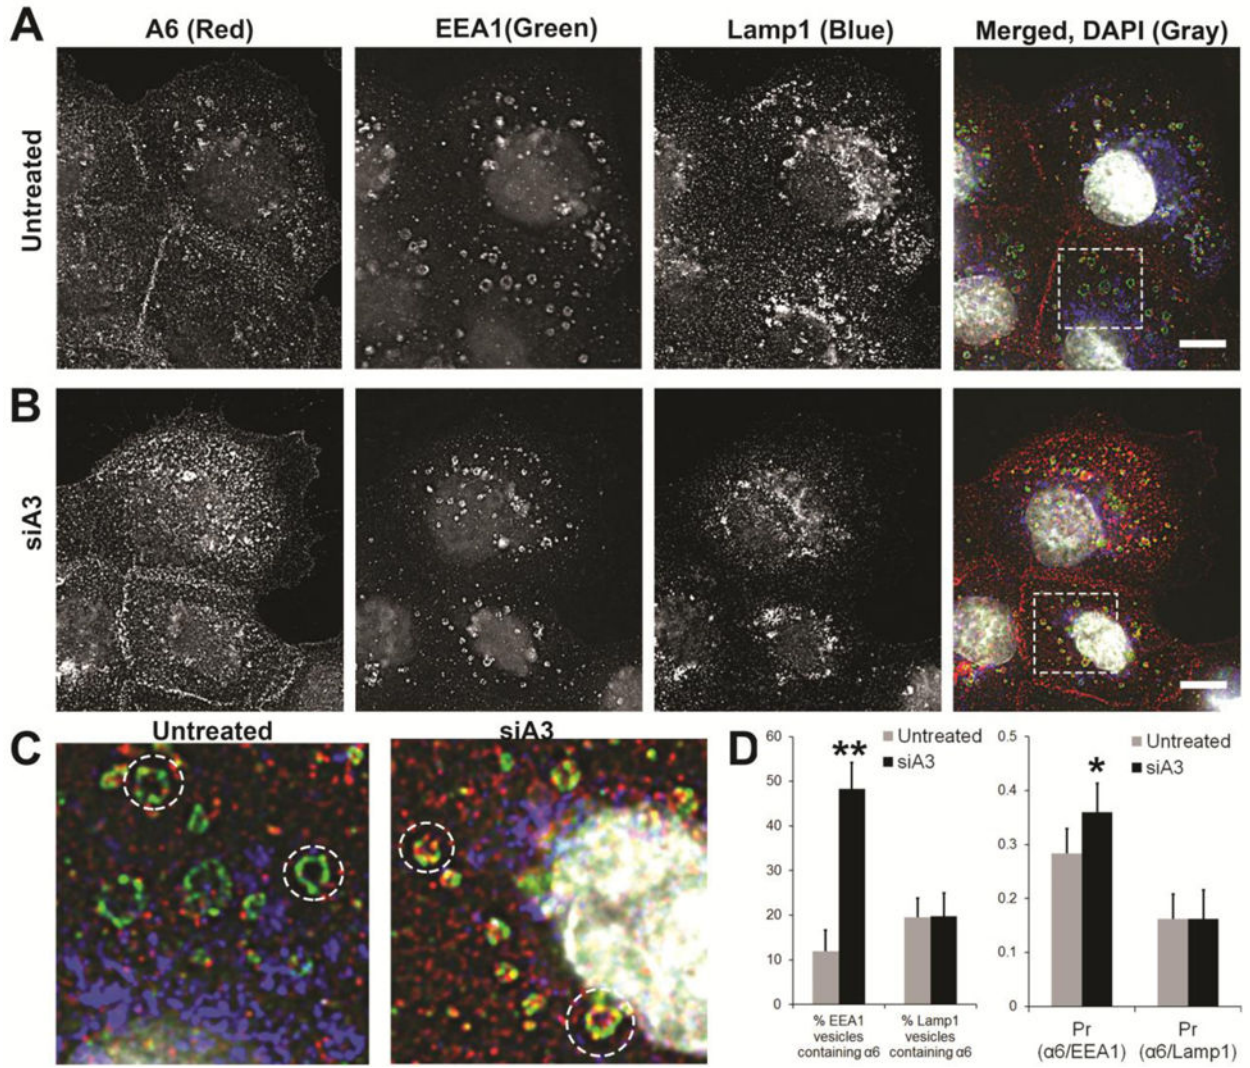 A
A6 (Red)
EEA1(Green)
Lamp1 (Blue)
Merged, DAPI (Gray)
Untreated
B
siA3
C
Untreated
siA3
D
60
50
40
30
20
10
0
**
Untreated
siA3
% EEA1
vesicles
containing α6
% Lamp1
vesicles
containing α6
0.5
0.4
0.3
0.2
0.1
0
*
Untreated
siA3
Pr
(α6/EEA1)
Pr
(α6/Lamp1)